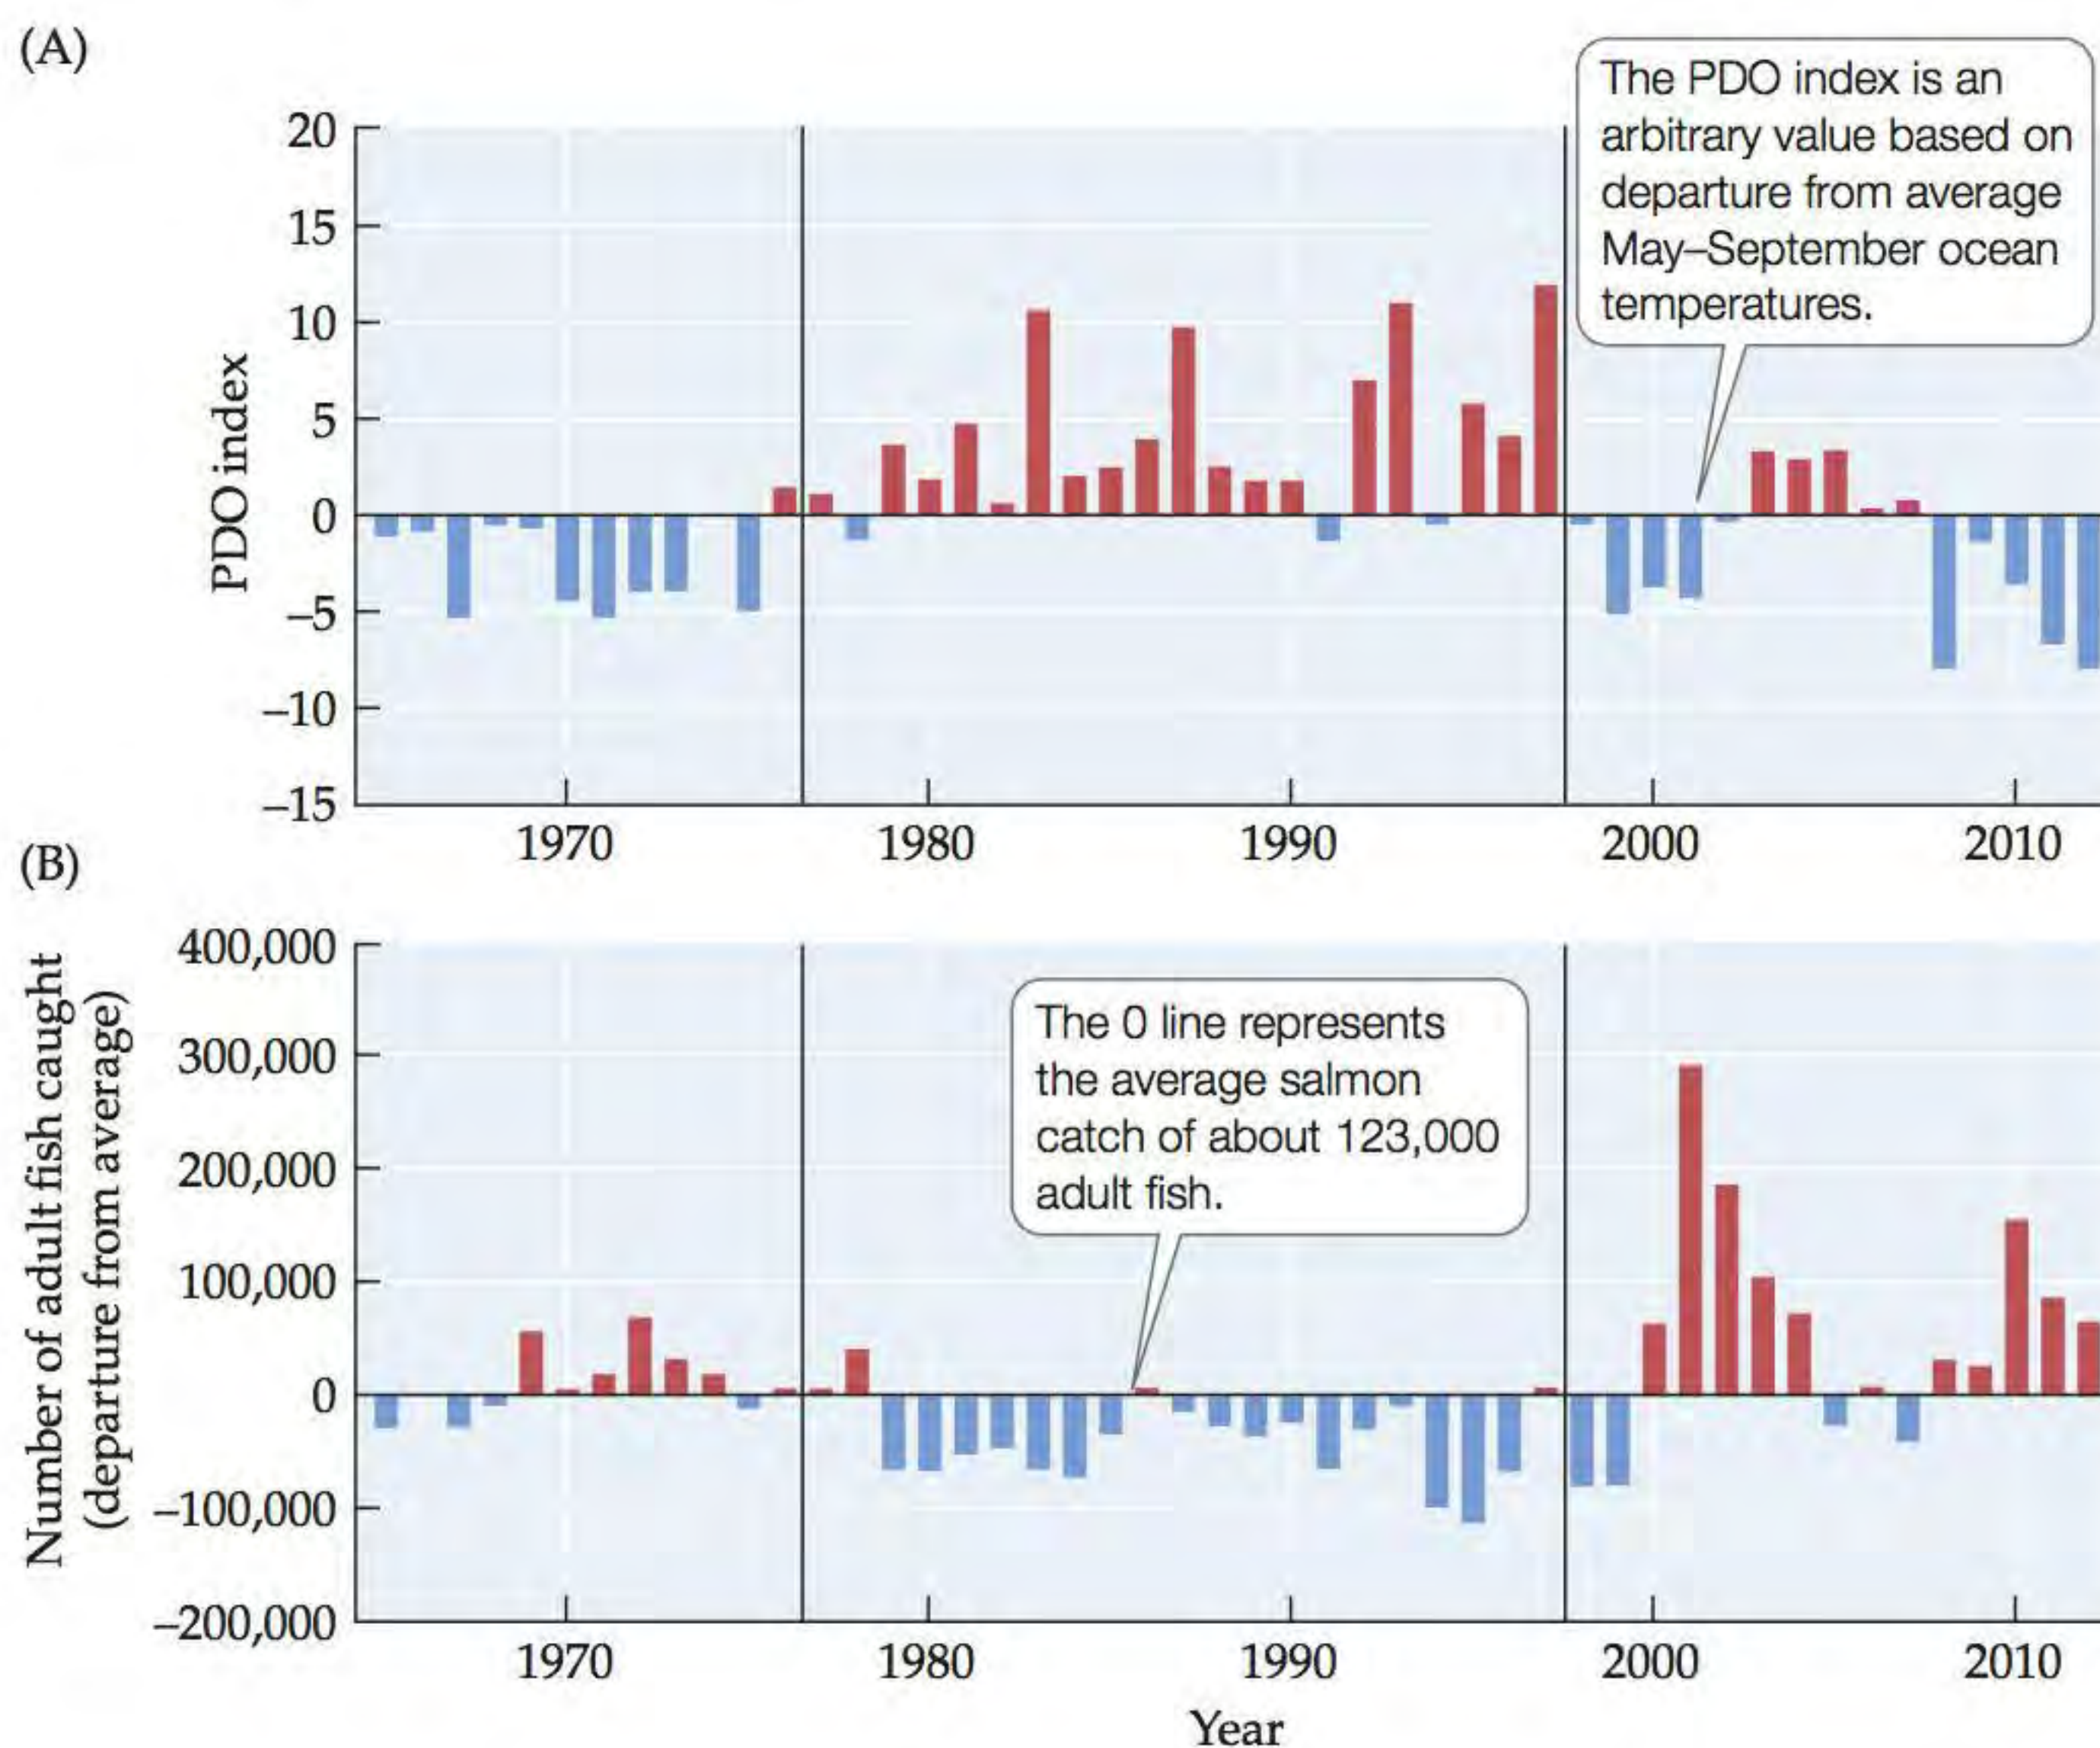 (A)
The PDO index is an
arbitrary value based on
departure from average
May–September ocean
temperatures.
20
15
10
5
0
–5
–10
–15
PDO index
1970 1980 1990 2000 2010
(B)
400,000
300,000
200,000
100,000
0
–100,000
–200,000
Number of adult fish caught
(departure from average)
The 0 line represents
the average salmon
catch of about 123,000
adult fish.
1970 1980 1990 2000 2010
Year